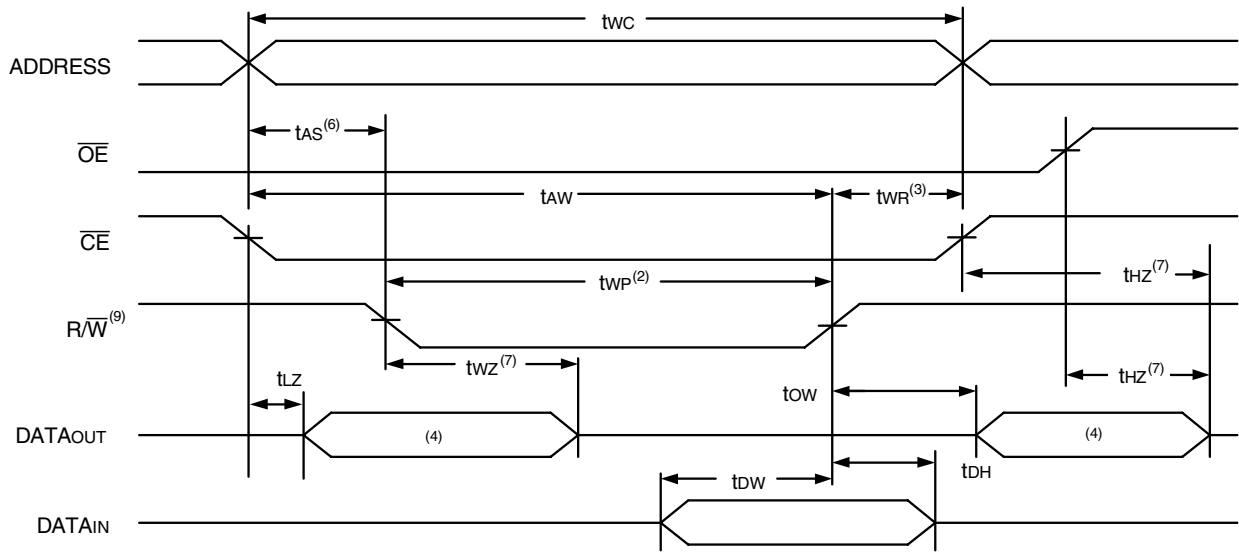 tWC
ADDRESS
tAS(6)
OE
tAW
tWR(3)
CE
tWP(2)
tHZ(7)
R/W(9)
tWZ(7)
tLZ
tHZ(7)
tOW
DATAOUT
(4)
(4)
tDW
tDH
DATAIN